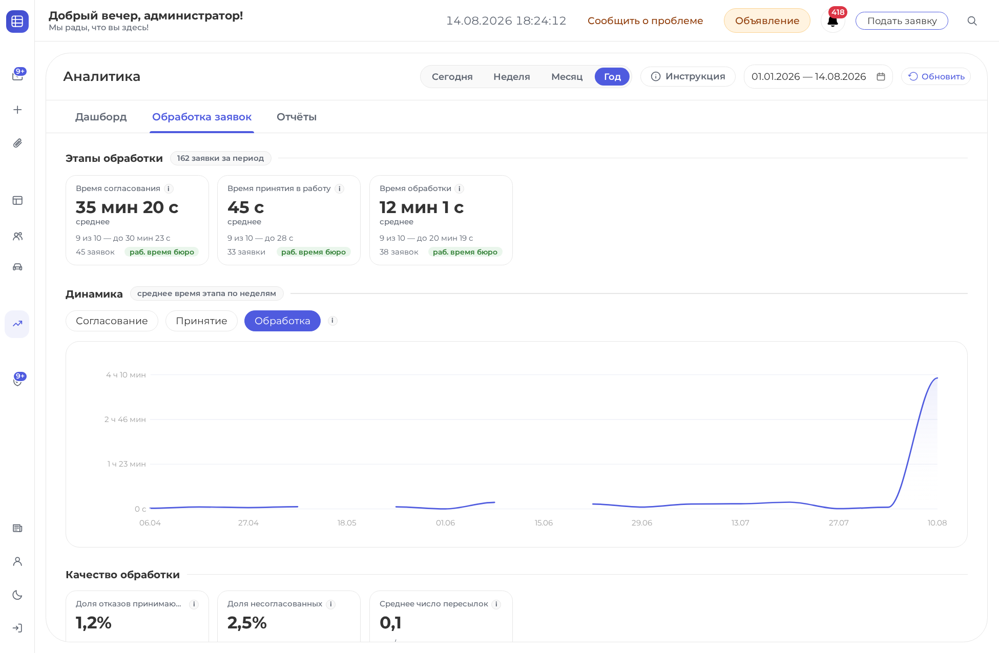 Добрый вечер, администратор!
Мы рады, что вы здесь!
14.08.2026 18:24:12
Сообщить о проблеме
Объявление
418
Подать заявку
9+
9+
Аналитика
Сегодня Неделя Месяц Год
Инструкция
01.01.2026 — 14.08.2026
Обновить
Дашборд Обработка заявок Отчёты
Этапы обработки 162 заявки за период
Время согласования i
35 мин 20 с
среднее
9 из 10 — до 30 мин 23 с
45 заявок раб. время бюро
Время принятия в работу i
45 с
среднее
9 из 10 — до 28 с
33 заявки раб. время бюро
Время обработки i
12 мин 1 с
среднее
9 из 10 — до 20 мин 19 с
38 заявок раб. время бюро
Динамика среднее время этапа по неделям
Согласование Принятие Обработка i
4 ч 10 мин
2 ч 46 мин
1 ч 23 мин
0 с
06.04 27.04 18.05 01.06 15.06 29.06 13.07 27.07 10.08
Качество обработки
Доля отказов принимаю... i
1,2%
Доля несогласованных i
2,5%
Среднее число пересылок i
0,1